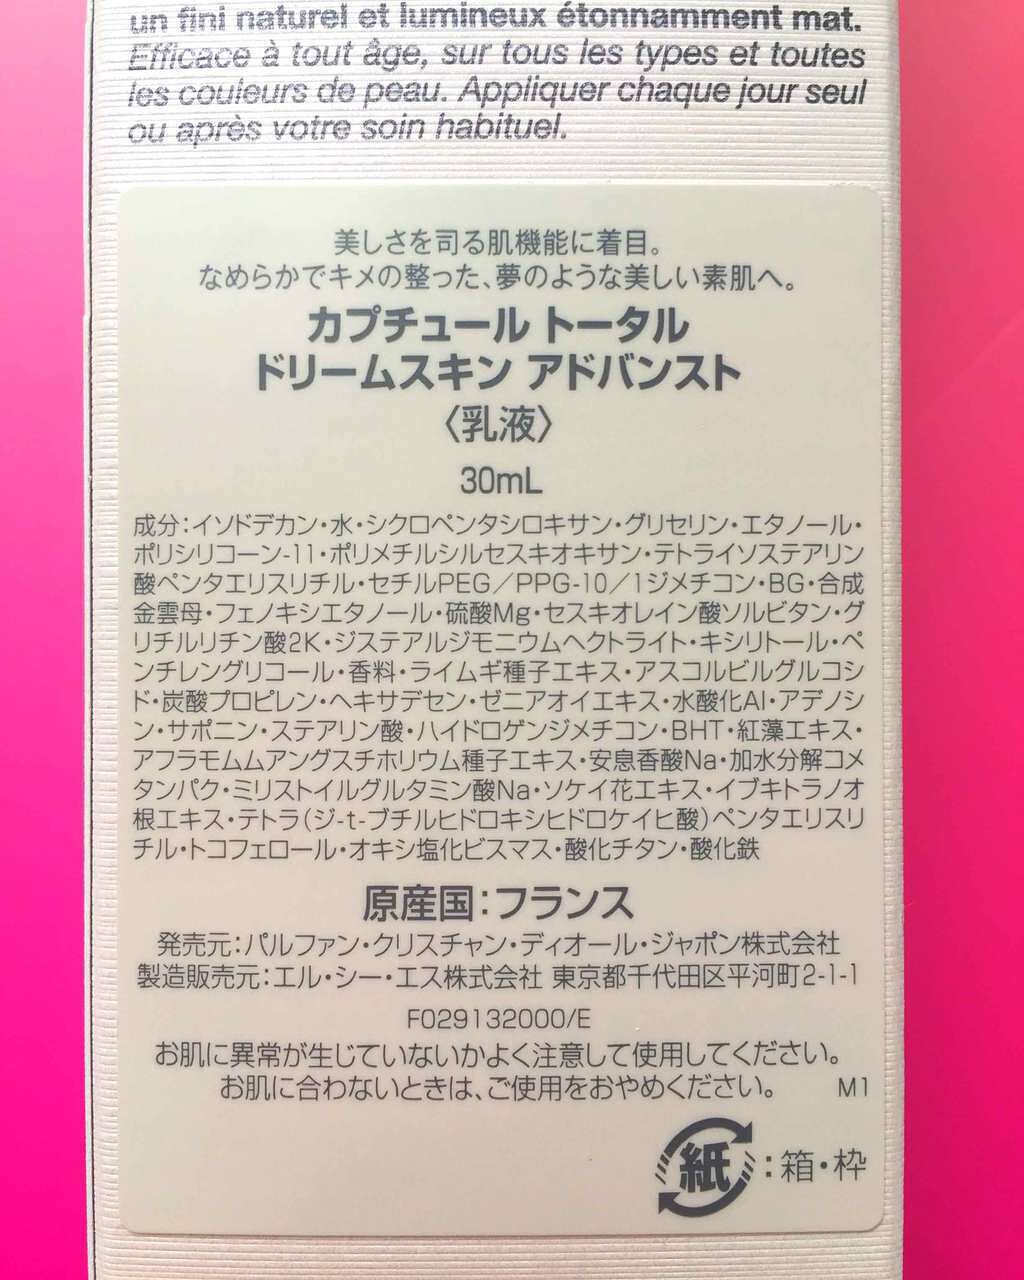 un fini naturel et lumineux étonnamment mat.
Efficace à tout âge, sur tous les types et toutes
les couleurs de peau. Appliquer chaque jour seul
ou après votre soin habituel.
美しさを司る肌機能に着目。
なめらかでキメの整った、夢のような美しい素肌へ。
カプチュール トータル
ドリームスキン アドバンスト
〈乳液〉
30mL
成分：イソドデカン・水・シクロペンタシロキサン・グリセリン・エタノール・
ポリシリコーン-11・ポリメチルシルセスキオキサン・テトライソステアリン
酸ペンタエリスリチル・セチルPEG／PPG-10／1ジメチコン・BG・合成
金雲母・フェノキシエタノール・硫酸Mg・セスキオレイン酸ソルビタン・グ
リチルリチン酸2K・ジステアルジモニウムヘクトライト・キシリトール・ペ
ンチレングリコール・香料・ライムギ種子エキス・アスコルビルグルコシ
ド・炭酸プロピレン・ヘキサデセン・ゼニアオイエキス・水酸化Al・アデノシ
ン・サポニン・ステアリン酸・ハイドロゲンジメチコン・BHT・紅藻エキス・
アフラモムムアングスチホリウム種子エキス・安息香酸Na・加水分解コメ
タンパク・ミリストイルグルタミン酸Na・ソケイ花エキス・イブキトラノオ
根エキス・テトラ(ジ-t-ブチルヒドロキシヒドロケイヒ酸)ペンタエリスリ
チル・トコフェロール・オキシ塩化ビスマス・酸化チタン・酸化鉄
原産国：フランス
発売元：パルファン・クリスチャン・ディオール・ジャポン株式会社
製造販売元：エル・シー・エス株式会社 東京都千代田区平河町2-1-1
F029132000/E
お肌に異常が生じていないかよく注意して使用してください。
お肌に合わないときは、ご使用をおやめください。 M1
紙：箱・枠